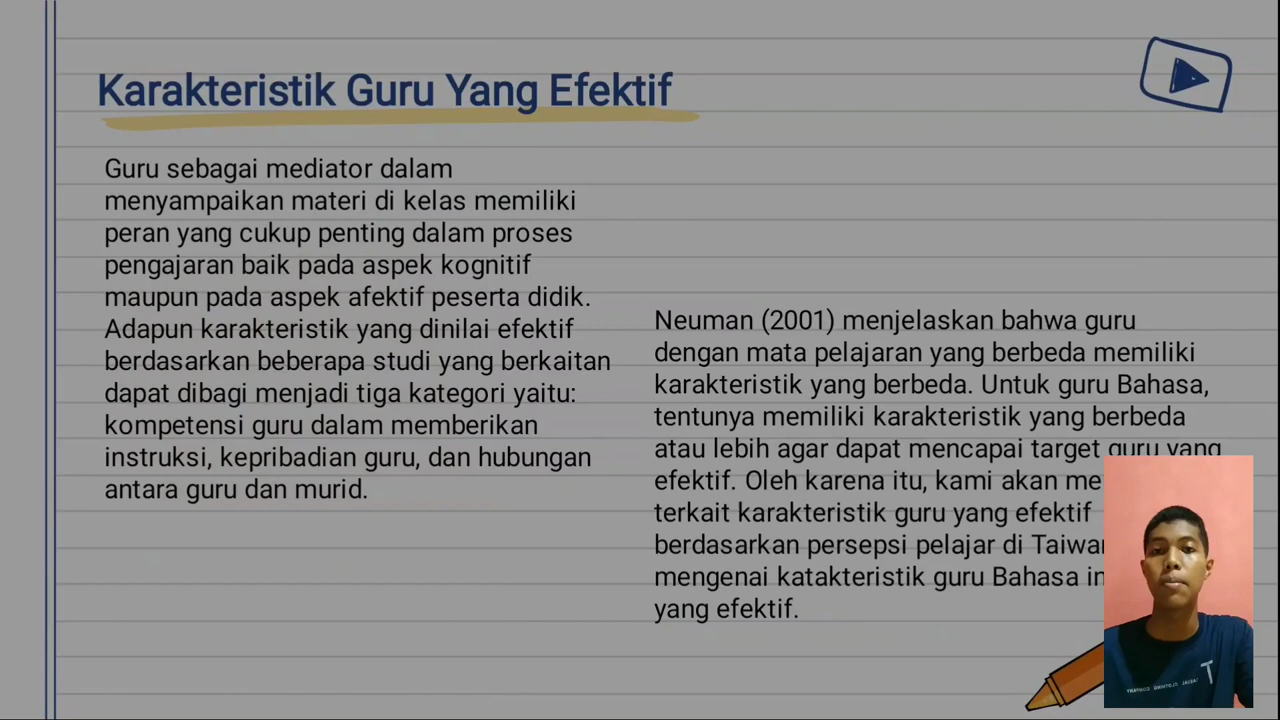 Karakteristik Guru Yang Efektif
Guru sebagai mediator dalam
menyampaikan materi di kelas memiliki
peran yang cukup penting dalam proses
pengajaran baik pada aspek kognitif
maupun pada aspek afektif peserta didik.
Adapun karakteristik yang dinilai efektif
berdasarkan beberapa studi yang berkaitan
dapat dibagi menjadi tiga kategori yaitu:
kompetensi guru dalam memberikan
instruksi, kepribadian guru, dan hubungan
antara guru dan murid.
Neuman (2001) menjelaskan bahwa guru
dengan mata pelajaran yang berbeda memiliki
karakteristik yang berbeda. Untuk guru Bahasa,
tentunya memiliki karakteristik yang berbeda
atau lebih agar dapat mencapai target guru yang
efektif. Oleh karena itu, kami akan
terkait karakteristik guru yang efektif
berdasarkan persepsi pelajar di
mengenai katakteristik guru Bahasa
yang efektif.